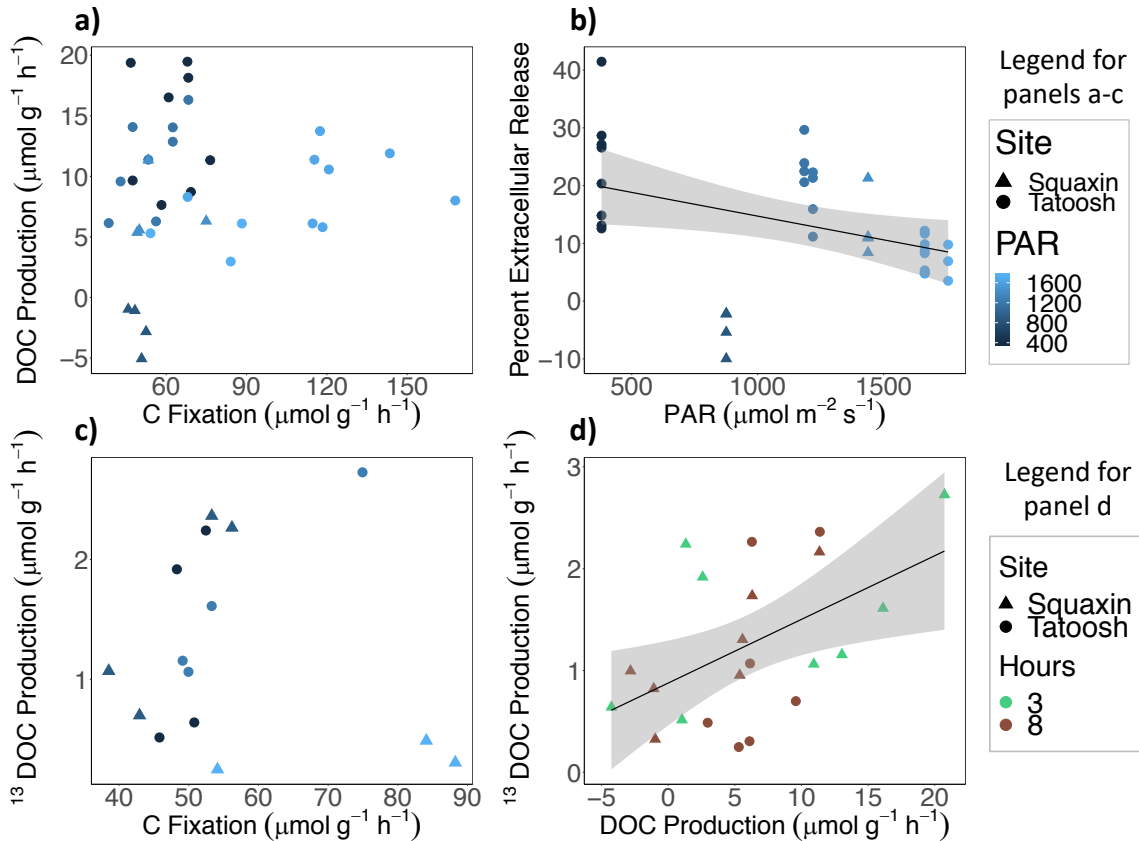 a)
DOC Production (μmol g⁻¹ h⁻¹)
20
15
10
5
0
−5
60
90
120
150
C Fixation (μmol g⁻¹ h⁻¹)
b)
Percent Extracellular Release
40
30
20
10
0
−10
500
1000
1500
PAR (μmol m⁻² s⁻¹)
Legend for
panels a-c
Site
Squaxin
Tatoosh
PAR
1600
1200
800
400
c)
¹³ DOC Production (μmol g⁻¹ h⁻¹)
2
1
40
50
60
70
80
90
C Fixation (μmol g⁻¹ h⁻¹)
d)
¹³ DOC Production (μmol g⁻¹ h⁻¹)
3
2
1
0
−5
0
5
10
15
20
DOC Production (μmol g⁻¹ h⁻¹)
Legend for
panel d
Site
Squaxin
Tatoosh
Hours
3
8